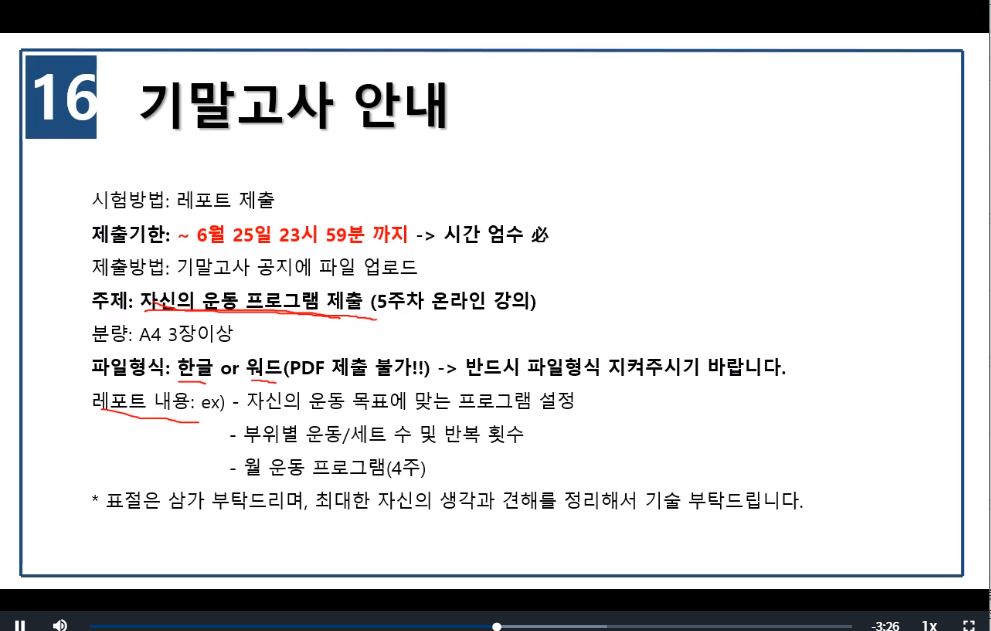 16 기말고사 안내
시험방법: 레포트 제출
제출기한: ~ 6월 25일 23시 59분 까지 -> 시간 엄수 必
제출방법: 기말고사 공지에 파일 업로드
주제: 자신의 운동 프로그램 제출 (5주차 온라인 강의)
분량: A4 3장이상
파일형식: 한글 or 워드(PDF 제출 불가!!) -> 반드시 파일형식 지켜주시기 바랍니다.
레포트 내용: ex) - 자신의 운동 목표에 맞는 프로그램 설정
- 부위별 운동/세트 수 및 반복 횟수
- 월 운동 프로그램(4주)
* 표절은 삼가 부탁드리며, 최대한 자신의 생각과 견해를 정리해서 기술 부탁드립니다.
-3:26 1x